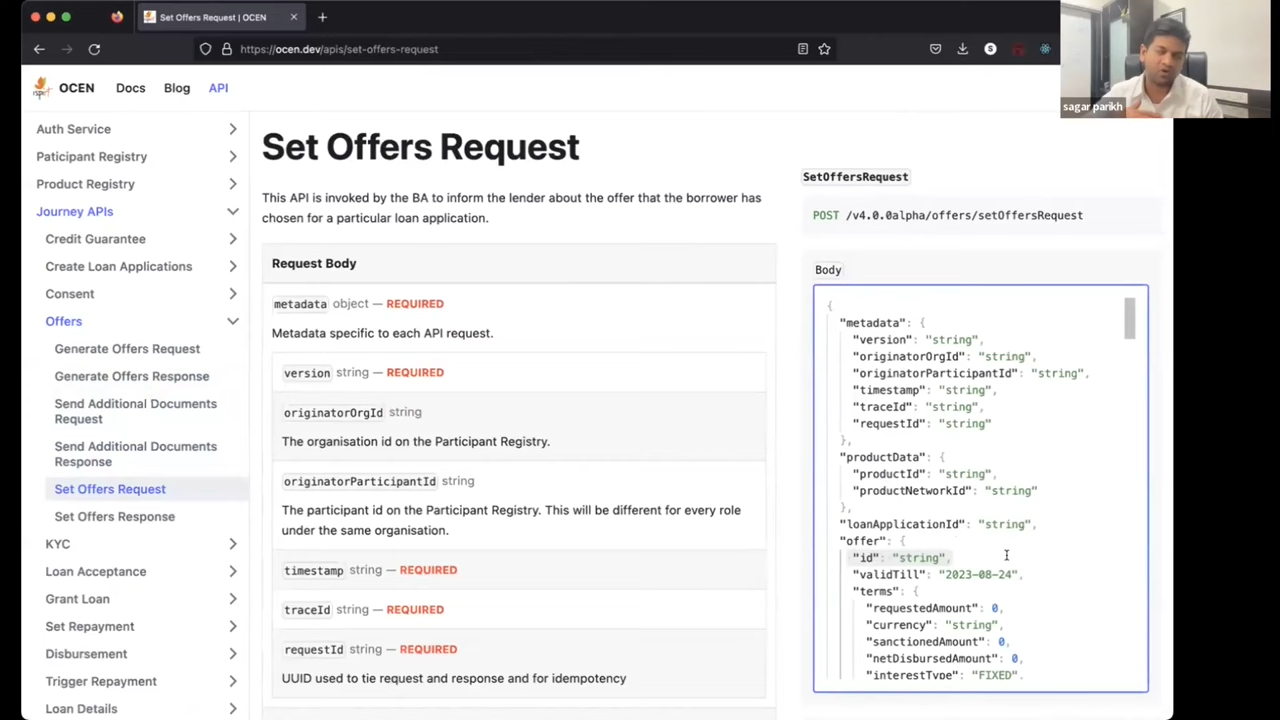 Set Offers Request | OCEN
https://ocen.dev/apis/set-offers-request
S
sagar parikh
OCEN
Docs
Blog
API
Auth Service
Paticipant Registry
Product Registry
Journey APIs
Credit Guarantee
Create Loan Applications
Consent
Offers
Generate Offers Request
Generate Offers Response
Send Additional Documents
Request
Send Additional Documents
Response
Set Offers Request
Set Offers Response
KYC
Loan Acceptance
Grant Loan
Set Repayment
Disbursement
Trigger Repayment
Loan Details
Set Offers Request
This API is invoked by the BA to inform the lender about the offer that the borrower has
chosen for a particular loan application.
Request Body
metadata object — REQUIRED
Metadata specific to each API request.
version string — REQUIRED
originatorOrgId string
The organisation id on the Participant Registry.
originatorParticipantId string
The participant id on the Participant Registry. This will be different for every role
under the same organisation.
timestamp string — REQUIRED
traceId string — REQUIRED
requestId string — REQUIRED
UUID used to tie request and response and for idempotency
SetOffersRequest
POST /v4.0.0alpha/offers/setOffersRequest
Body
{
"metadata": {
"version": "string",
"originatorOrgId": "string",
"originatorParticipantId": "string",
"timestamp": "string",
"traceId": "string",
"requestId": "string"
},
"productData": {
"productId": "string",
"productNetworkId": "string"
},
"loanApplicationId": "string",
"offer": {
"id": "string",
"validTill": "2023-08-24",
"terms": {
"requestedAmount": 0,
"currency": "string",
"sanctionedAmount": 0,
"netDisbursedAmount": 0,
"interestType": "FIXED",